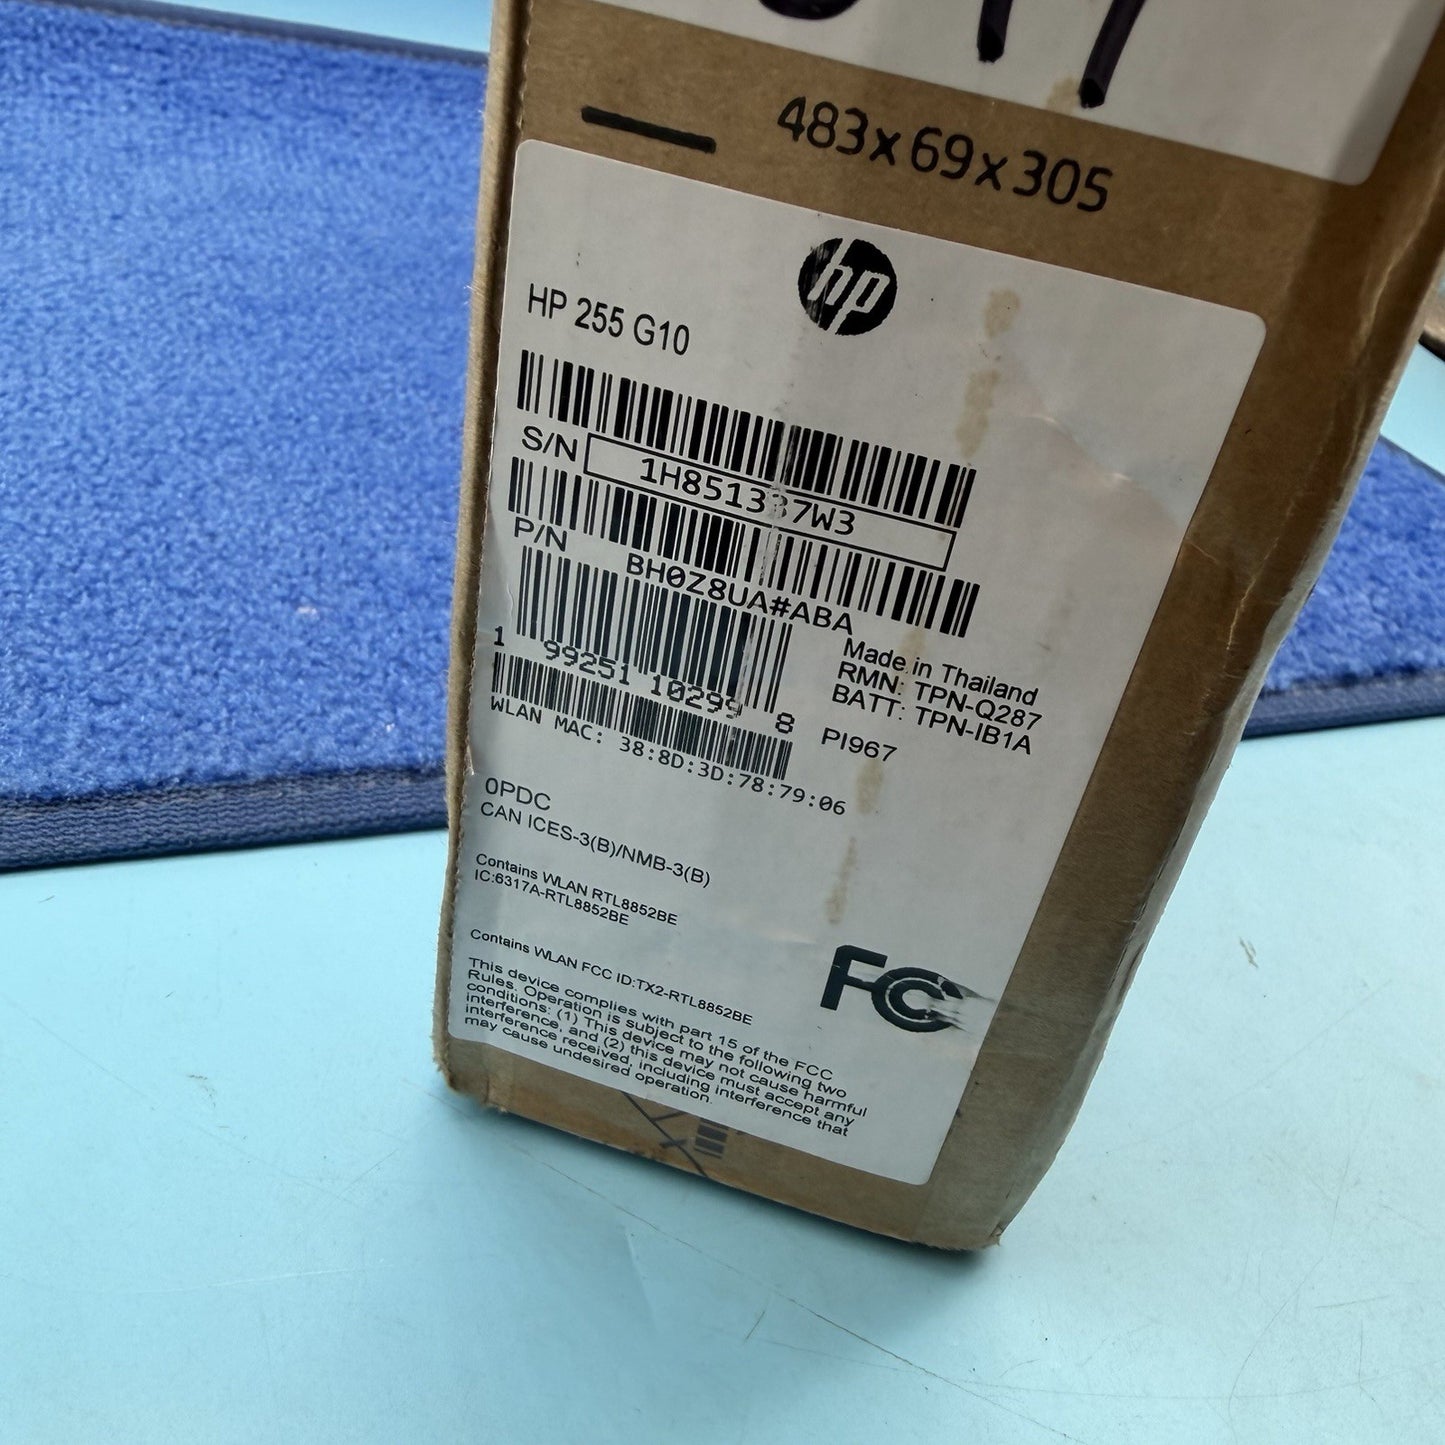 483x69x305
hp
HP 255 G10
S/N
P/N BH0Z8UA#ABA
1 99251 10299 8
Made in Thailand
RMN: TPN-Q287
BATT: TPN-IB1A
PI967
WLAN MAC: 38:8D:3D:78:79:06
0PDC
CAN ICES-3(B)/NMB-3(B)
Contains WLAN RTL8852BE
IC:6317A-RTL8852BE
Contains WLAN FCC ID:TX2-RTL8852BE
FC
This device complies with part 15 of the FCC
Rules. Operation is subject to the following two
conditions: (1) This device may not cause harmful
interference, and (2) this device must accept any
interference received, including interference that
may cause undesired operation.